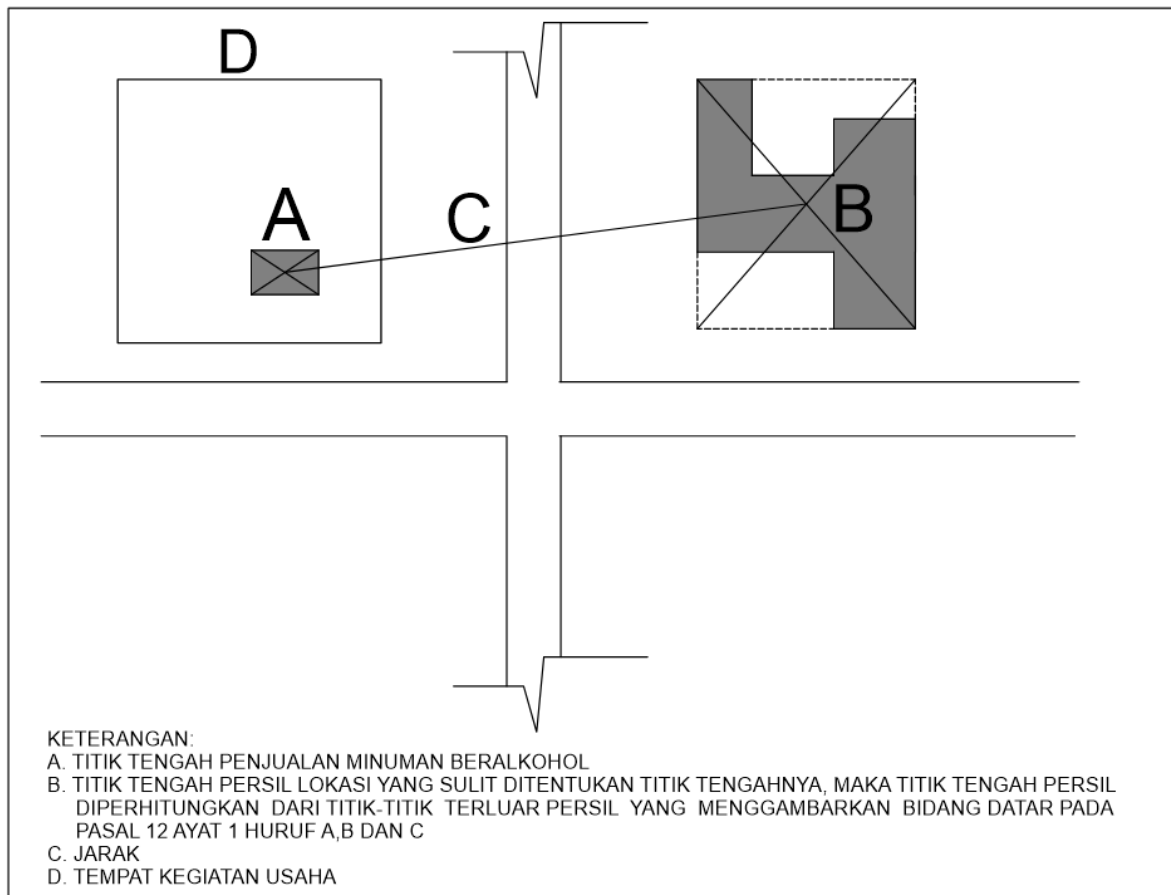 D
A
C
B
KETERANGAN:
A. TITIK TENGAH PENJUALAN MINUMAN BERALKOHOL
B. TITIK TENGAH PERSIL LOKASI YANG SULIT DITENTUKAN TITIK TENGAHNYA, MAKA TITIK TENGAH PERSIL
DIPERHITUNGKAN DARI TITIK-TITIK TERLUAR PERSIL YANG MENGGAMBARKAN BIDANG DATAR PADA
PASAL 12 AYAT 1 HURUF A,B DAN C
C. JARAK
D. TEMPAT KEGIATAN USAHA